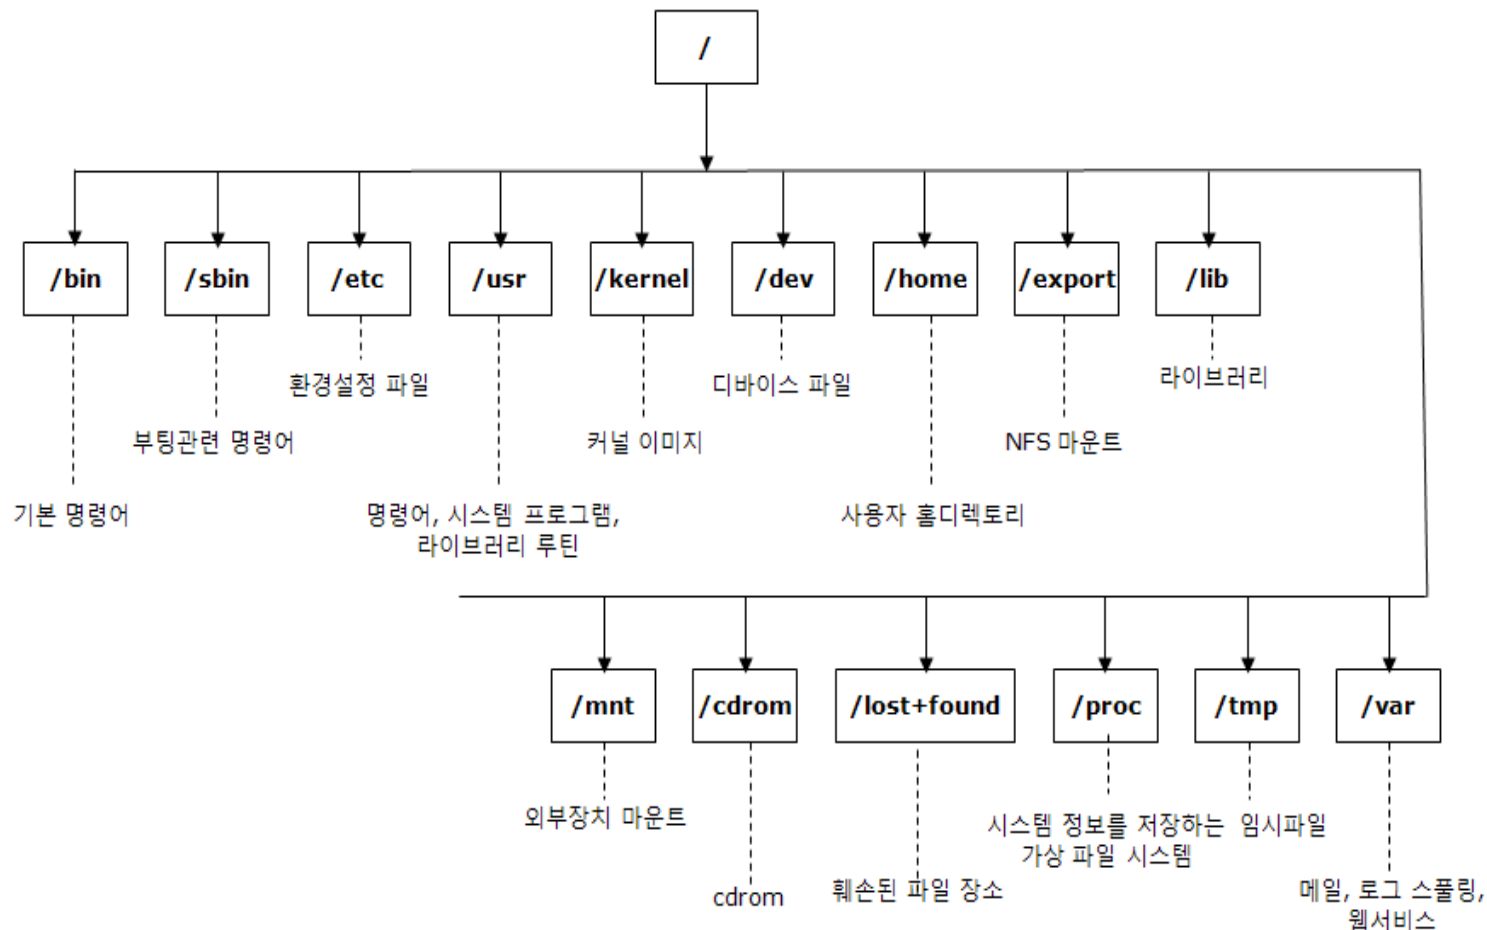 /
/bin
/sbin
/etc
/usr
/kernel
/dev
/home
/export
/lib
환경설정 파일
디바이스 파일
라이브러리
부팅관련 명령어
커널 이미지
NFS 마운트
기본 명령어
명령어, 시스템 프로그램,
라이브러리 루틴
사용자 홈디렉토리
/mnt
/cdrom
/lost+found
/proc
/tmp
/var
외부장치 마운트
시스템 정보를 저장하는
가상 파일 시스템
임시파일
cdrom
훼손된 파일 장소
메일, 로그 스풀링,
웹서비스